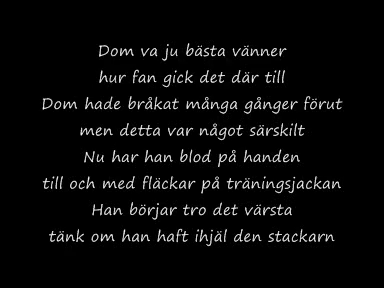 Dom va ju bästa vänner
hur fan gick det där till
Dom hade bråkat många gånger förut
men detta var något särskilt
Nu har han blod på handen
till och med fläckar på träningsjackan
Han börjar tro det värsta
tänk om han haft ihjäl den stackarn